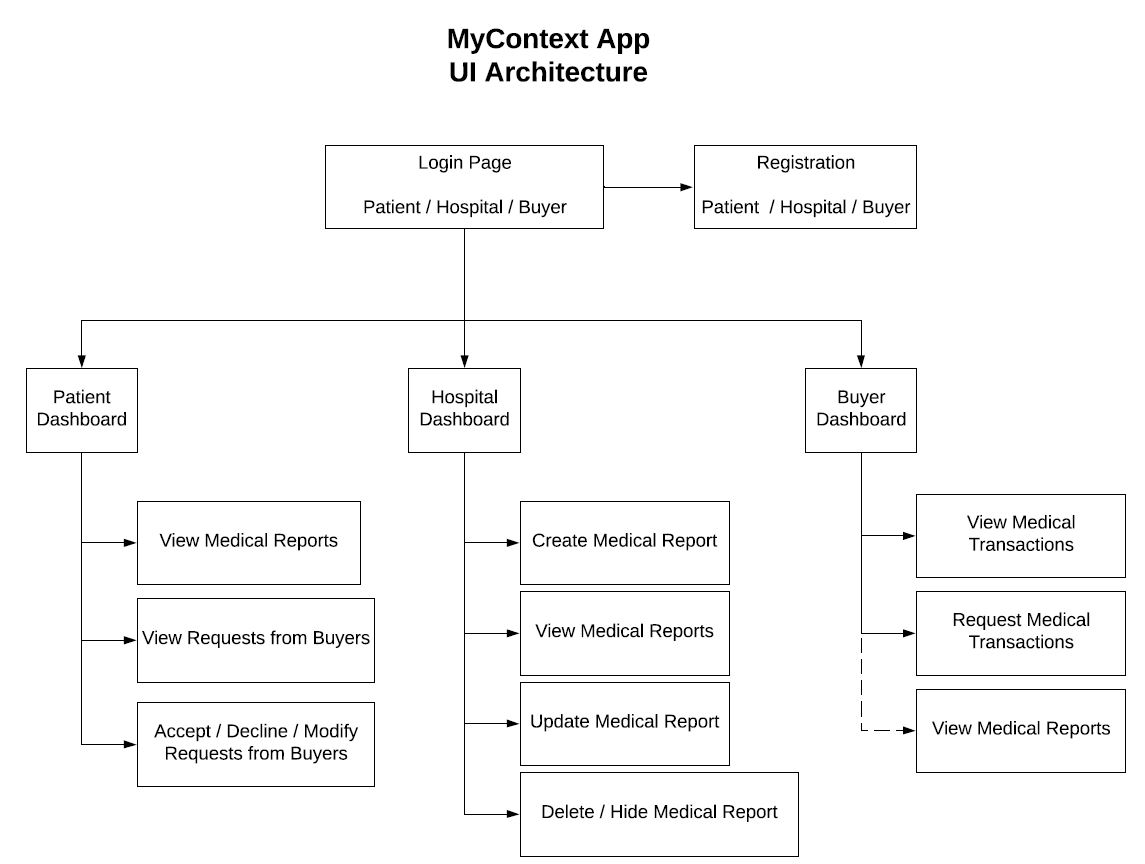 MyContext App
UI Architecture
Login Page
Patient / Hospital / Buyer
Registration
Patient  / Hospital / Buyer
Patient
Dashboard
Hospital
Dashboard
Buyer
Dashboard
View Medical Reports
View Requests from Buyers
Accept / Decline / Modify
Requests from Buyers
Create Medical Report
View Medical Reports
Update Medical Report
Delete / Hide Medical Report
View Medical
Transactions
Request Medical
Transactions
View Medical Reports